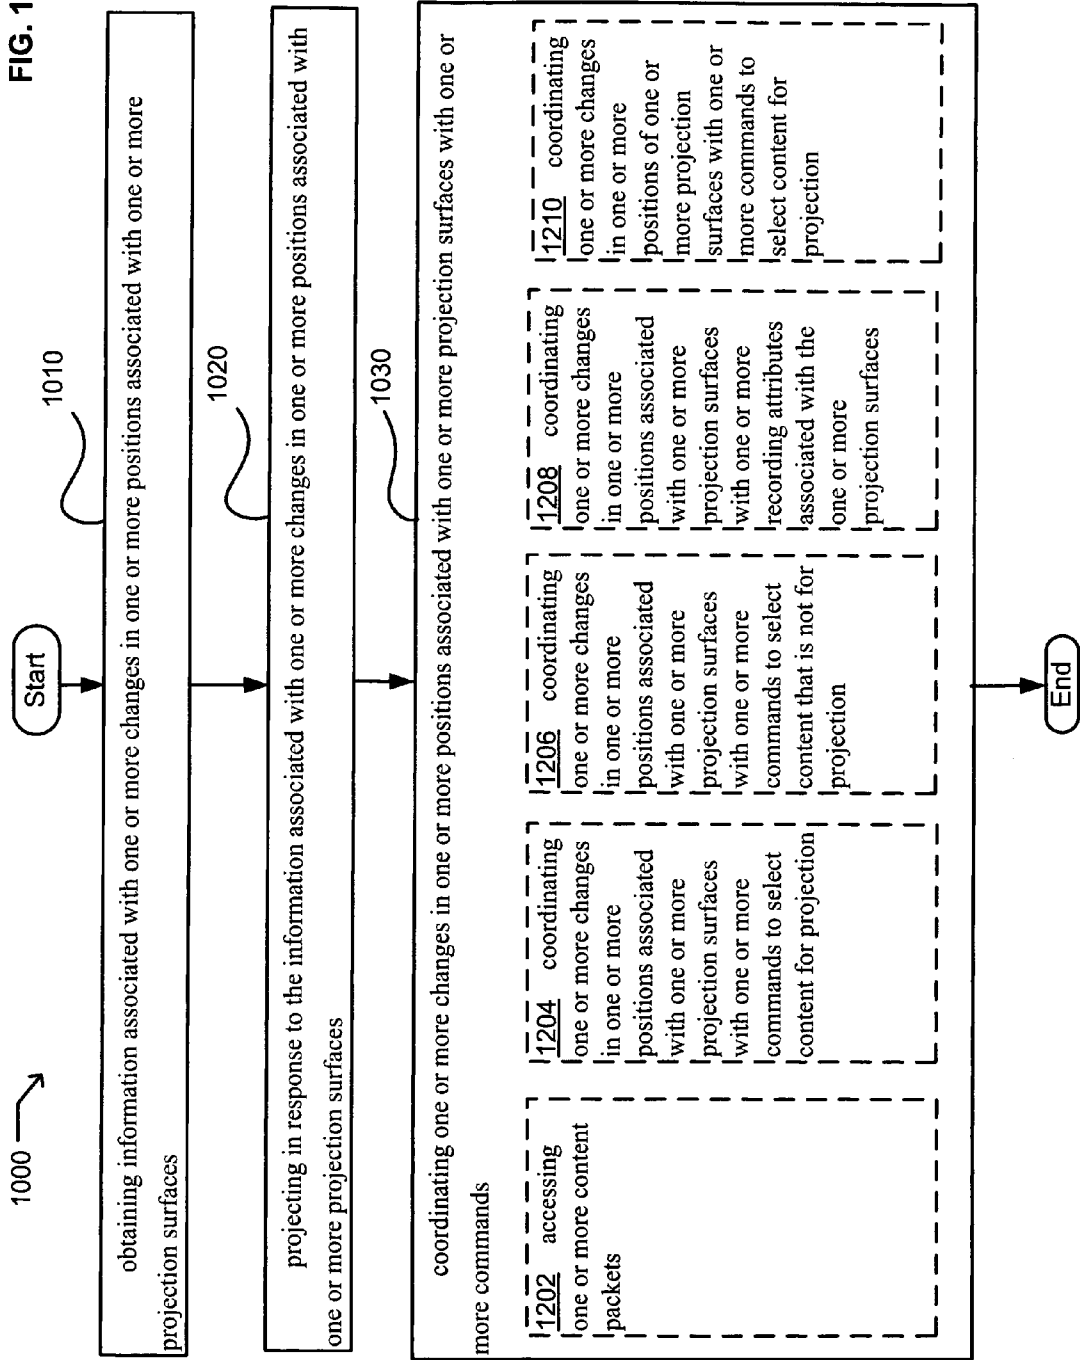 FIG. 1
1000
Start
1010
obtaining information associated with one or more changes in one or more positions associated with one or more
projection surfaces
1020
projecting in response to the information associated with one or more changes in one or more positions associated with
one or more projection surfaces
1030
coordinating one or more changes in one or more positions associated with one or more projection surfaces with one or
more commands
1202 accessing
one or more content
packets
1204 coordinating
one or more changes
in one or more
positions associated
with one or more
projection surfaces
with one or more
commands to select
content for projection
1206 coordinating
one or more changes
in one or more
positions associated
with one or more
projection surfaces
with one or more
commands to select
content that is not for
projection
1208 coordinating
one or more changes
in one or more
positions associated
with one or more
projection surfaces
with one or more
recording attributes
associated with the
one or more
projection surfaces
1210 coordinating
one or more changes
in one or more
positions of one or
more projection
surfaces with one or
more commands to
select content for
projection
End